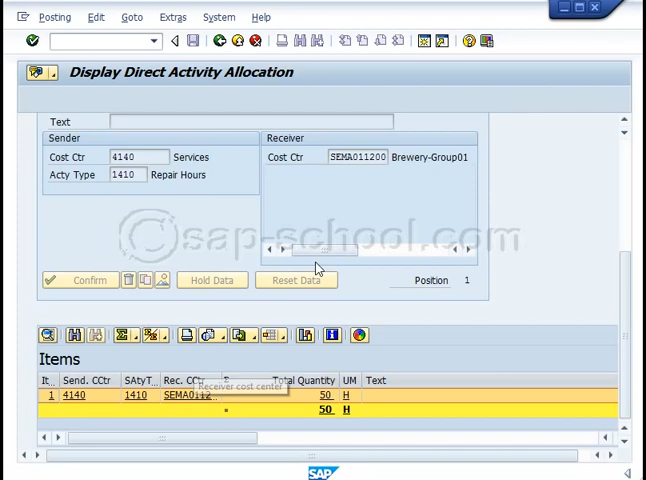 Posting Edit Goto Extras System Help
Display Direct Activity Allocation
Text
Sender Receiver
Cost Ctr 4140 Services Cost Ctr SEMA011200 Brewery-Group01
Acty Type 1410 Repair Hours
©sap-school.com
Confirm Hold Data Reset Data Position 1
Items
It... Send. CCtr SAtyT... Rec. CCtr Σ Total Quantity UM Text
Receiver cost center
1 4140 1410 SEMA0112... 50 H
50 H
SAP